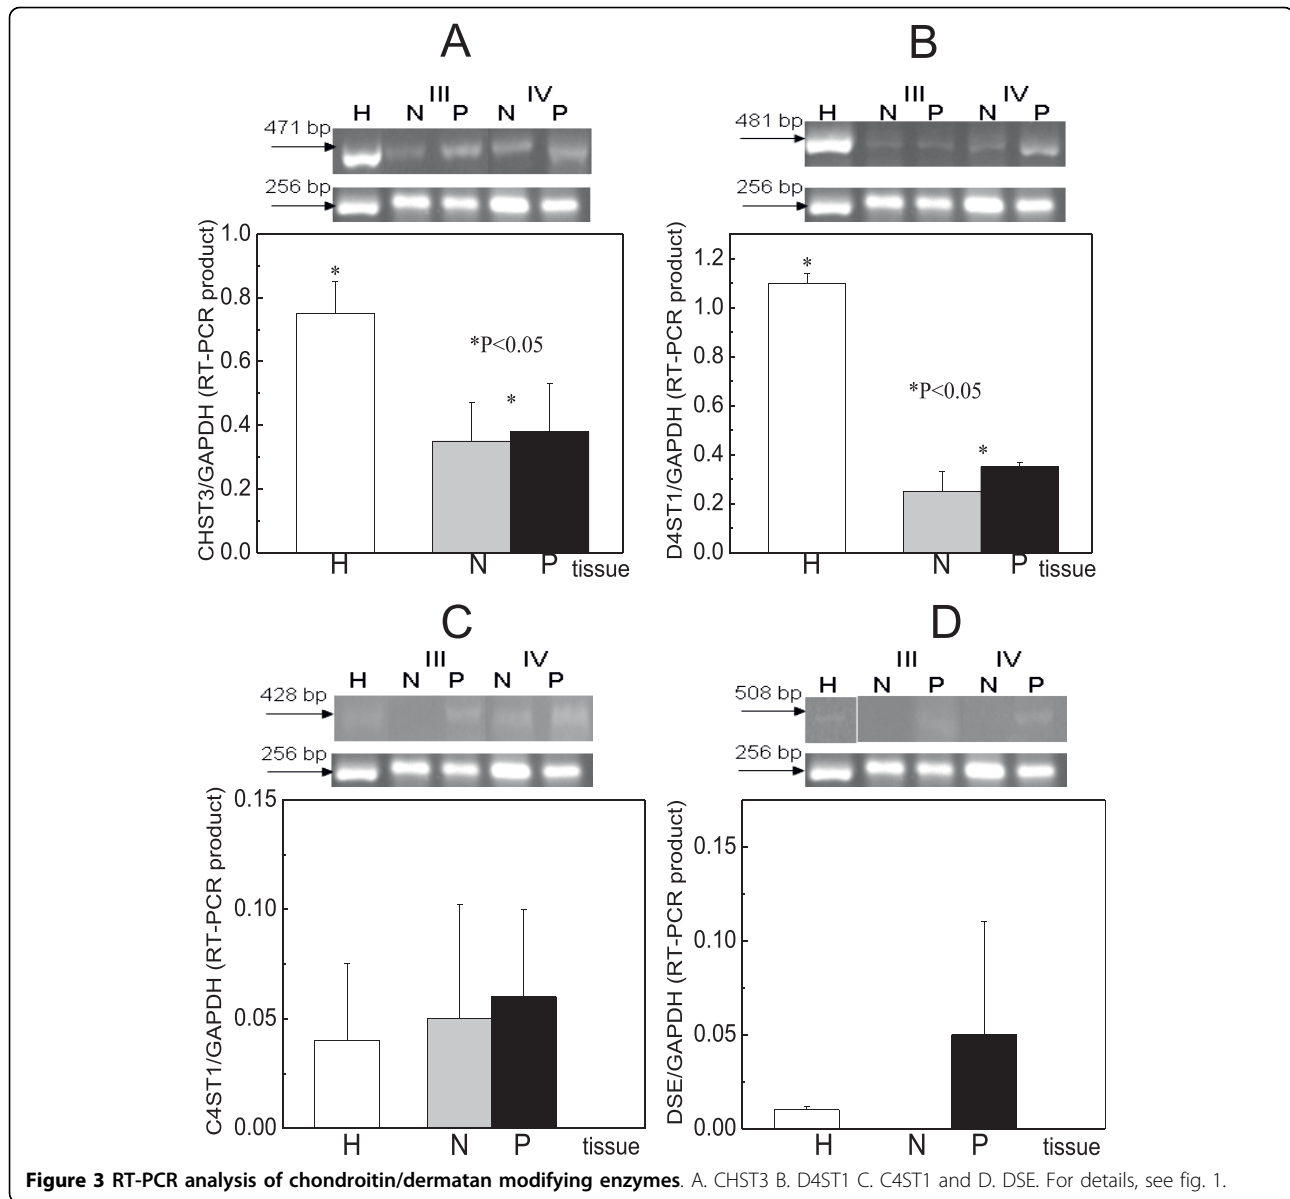 A
III IV
H N P N P
471 bp
256 bp
CHST3/GAPDH (RT-PCR product)
1.0
0.8
0.6
0.4
0.2
0.0
*
*P<0.05
*
H N P tissue
B
III IV
H N P N P
481 bp
256 bp
D4ST1/GAPDH (RT-PCR product)
1.2
1.0
0.8
0.6
0.4
0.2
0.0
*
*P<0.05
*
H N P tissue
C
III IV
H N P N P
428 bp
256 bp
C4ST1/GAPDH (RT-PCR product)
0.15
0.10
0.05
0.00
H N P tissue
D
III IV
H N P N P
508 bp
256 bp
DSE/GAPDH (RT-PCR product)
0.15
0.10
0.05
0.00
H N P tissue
Figure 3 RT-PCR analysis of chondroitin/dermatan modifying enzymes. A. CHST3 B. D4ST1 C. C4ST1 and D. DSE. For details, see fig. 1.